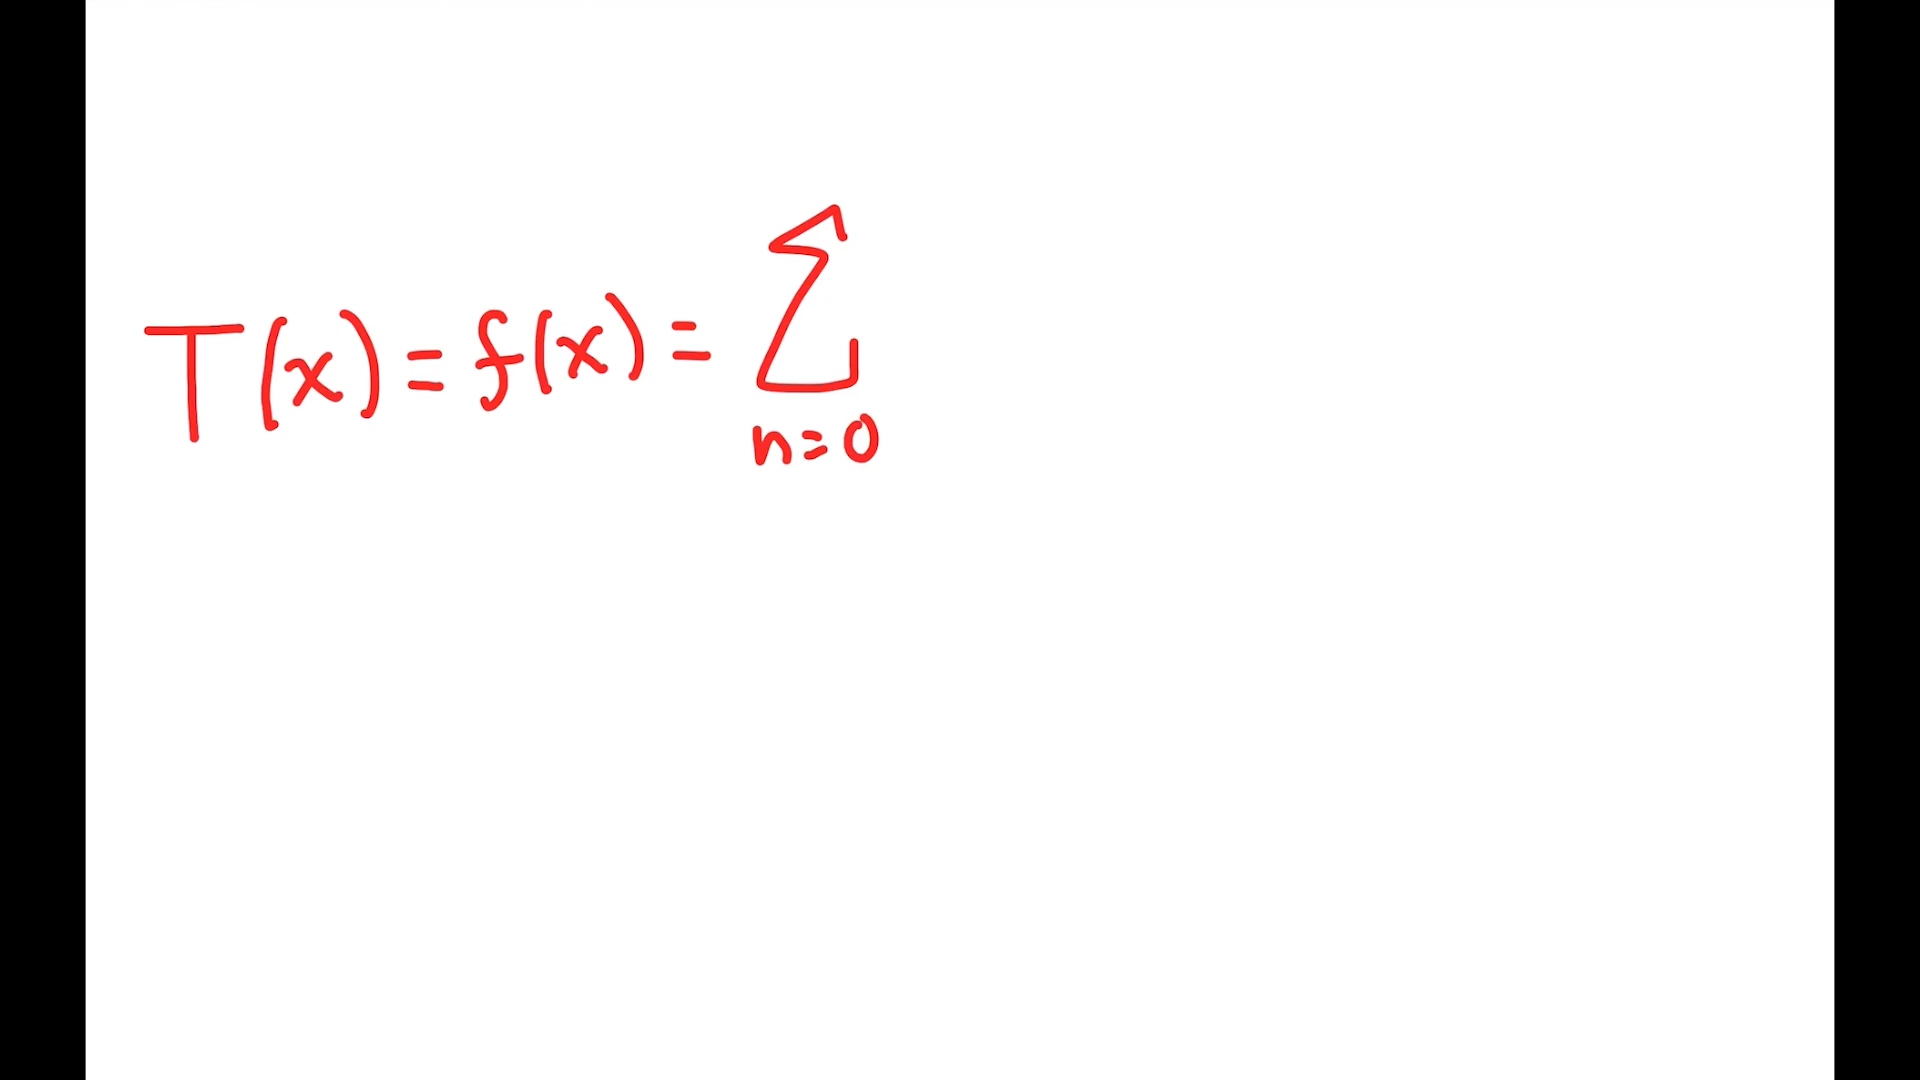 T(x) = f(x) = Σ
n=0